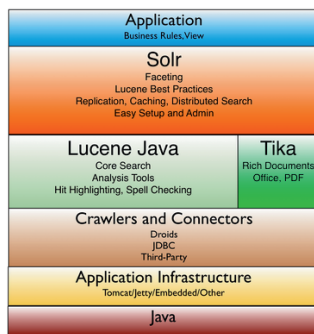 Application
Business Rules,View
Solr
Faceting
Lucene Best Practices
Replication, Caching, Distributed Search
Easy Setup and Admin
Lucene Java
Core Search
Analysis Tools
Hit Highlighting, Spell Checking
Tika
Rich Documents
Office, PDF
Crawlers and Connectors
Droids
JDBC
Third-Party
Application Infrastructure
Tomcat/Jetty/Embedded/Other
Java